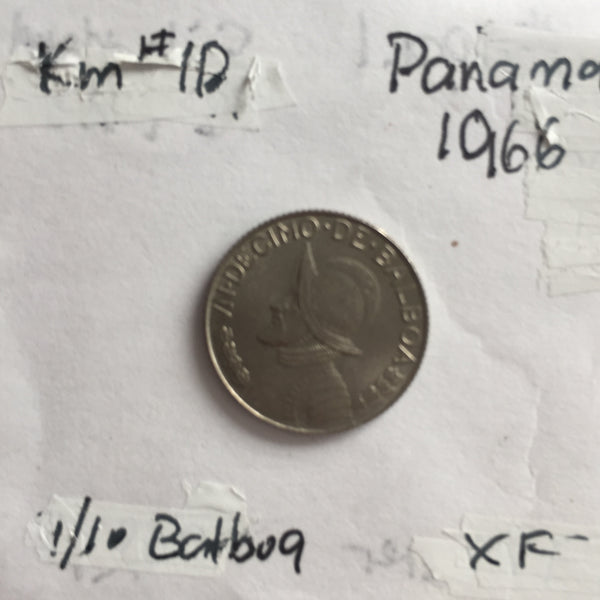 Km #10
Panama
1966
UN DECIMO · DE · BALBOA
1/10 Balboa
XF-